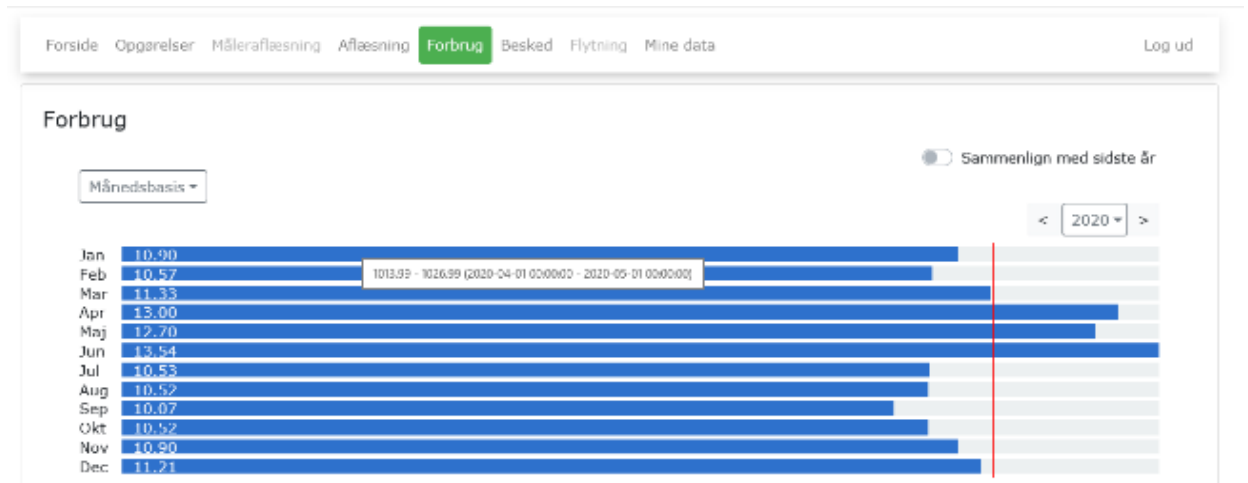 Forside Opgørelser Måleraflæsning Aflæsning Forbrug Besked Flytning Mine data Log ud
Forbrug
Sammenlign med sidste år
Månedsbasis
< 2020 >
Jan 10.90
Feb 10.57
1013.99 - 1026.99 (2020-04-01 00:00:00 - 2020-05-01 00:00:00)
Mar 11.33
Apr 13.00
Maj 12.70
Jun 13.54
Jul 10.53
Aug 10.52
Sep 10.07
Okt 10.52
Nov 10.90
Dec 11.21